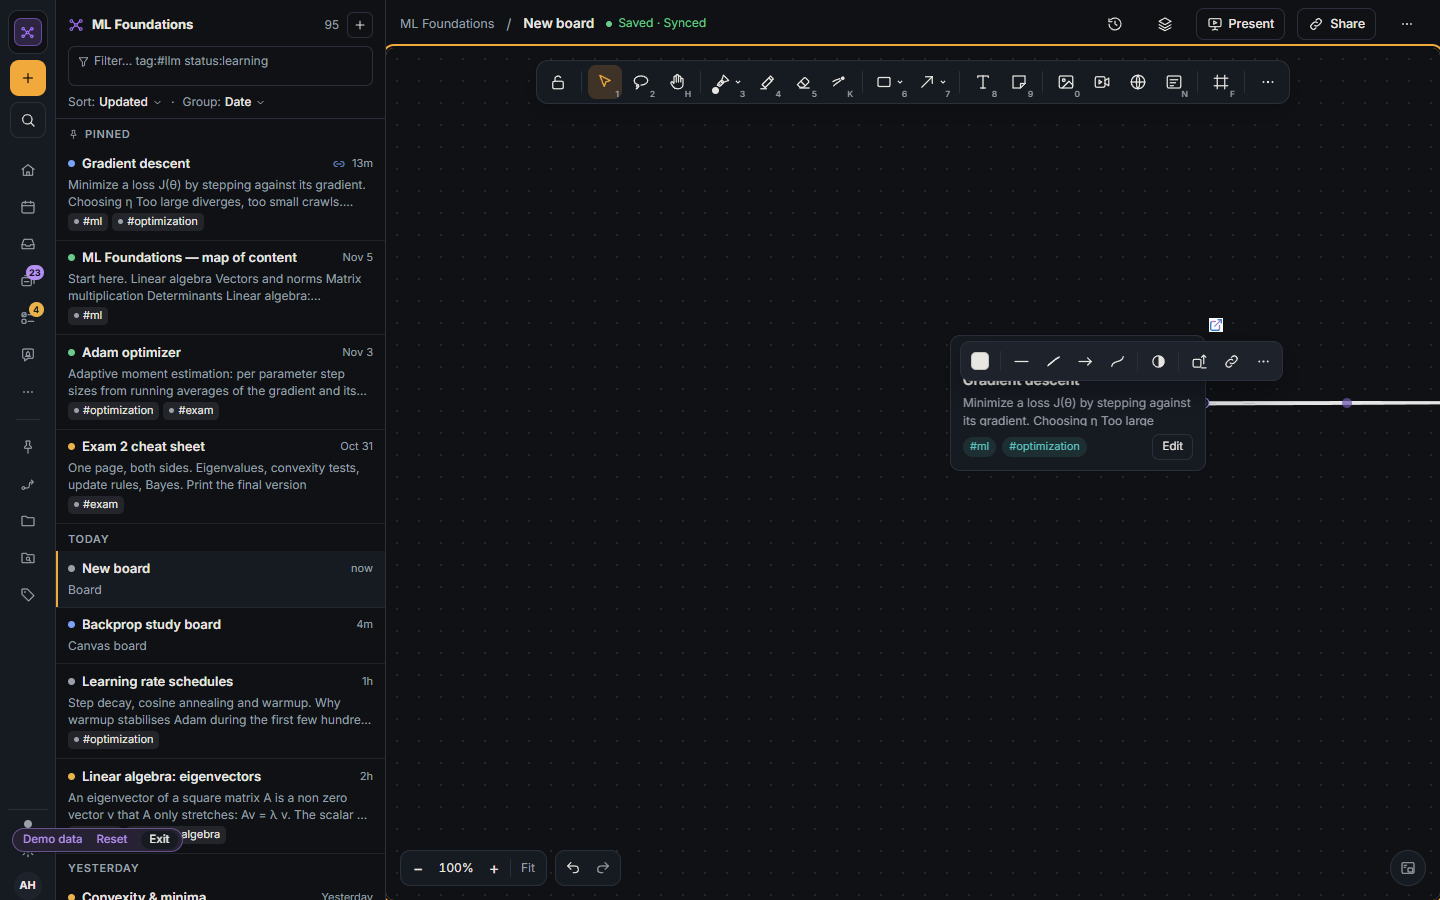 ML Foundations 95
Filter... tag:#llm status:learning
Sort: Updated · Group: Date
PINNED
Gradient descent 13m
Minimize a loss J(θ) by stepping against its gradient.
Choosing η Too large diverges, too small crawls....
#ml #optimization
ML Foundations — map of content Nov 5
Start here. Linear algebra Vectors and norms Matrix
multiplication Determinants Linear algebra:...
#ml
Adam optimizer Nov 3
Adaptive moment estimation: per parameter step
sizes from running averages of the gradient and its...
#optimization #exam
Exam 2 cheat sheet Oct 31
One page, both sides. Eigenvalues, convexity tests,
update rules, Bayes. Print the final version
#exam
TODAY
New board now
Board
Backprop study board 4m
Canvas board
Learning rate schedules 1h
Step decay, cosine annealing and warmup. Why
warmup stabilises Adam during the first few hundre...
#optimization
Linear algebra: eigenvectors 2h
An eigenvector of a square matrix A is a non zero
vector v that A only stretches: Av = λ v. The scalar ...
algebra
YESTERDAY
Convexity & minima Yesterday
23
4
Demo data Reset Exit
AH
ML Foundations / New board Saved · Synced
Present Share
1 2 H 3 4 5 K 6 7 8 9 0 N F
Gradient descent
Minimize a loss J(θ) by stepping against
its gradient. Choosing η Too large
#ml #optimization Edit
− 100% + Fit